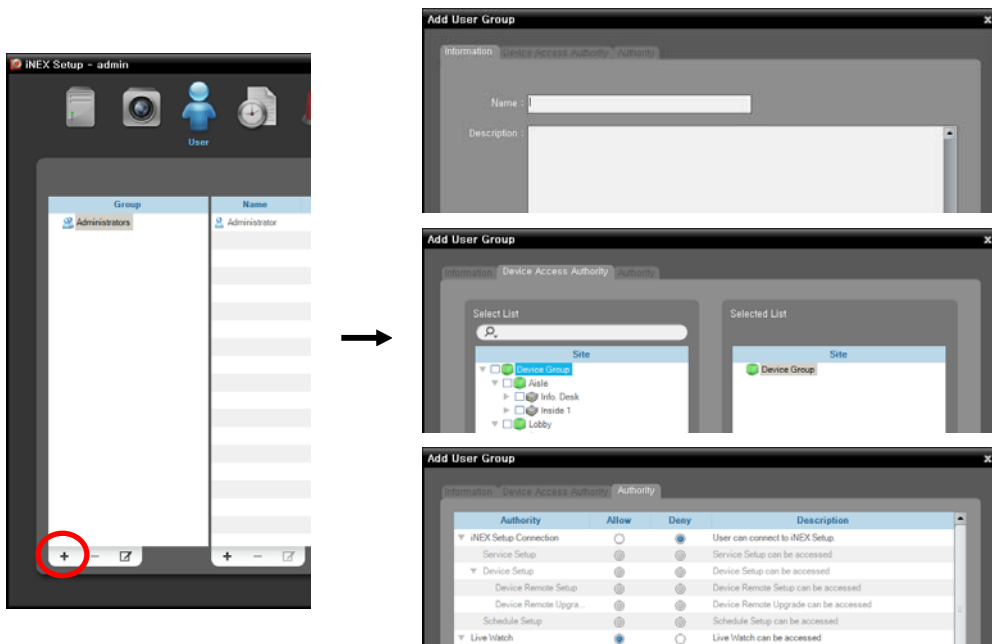 iNEX Setup - admin
User
Group
Name
Administrators
Administrator
+ -
+ -
Add User Group x
Information Device Access Authority Authority
Name :
Description :
Add User Group x
Information Device Access Authority Authority
Select List
Selected List
Site
Site
Device Group
Device Group
Aisle
Info. Desk
Inside 1
Lobby
Add User Group x
Information Device Access Authority Authority
Authority Allow Deny Description
iNEX Setup Connection User can connect to iNEX Setup.
Service Setup Service Setup can be accessed
Device Setup Device Setup can be accessed
Device Remote Setup Device Remote Setup can be accessed
Device Remote Upgra... Device Remote Upgrade can be accessed
Schedule Setup Schedule Setup can be accessed
Live Watch Live Watch can be accessed